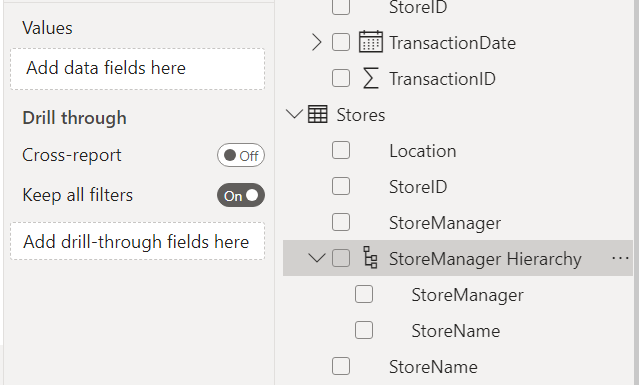 Values
Add data fields here
Drill through
Cross-report
Off
Keep all filters
On
Add drill-through fields here
StoreID
TransactionDate
TransactionID
Stores
Location
StoreID
StoreManager
StoreManager Hierarchy
StoreManager
StoreName
StoreName